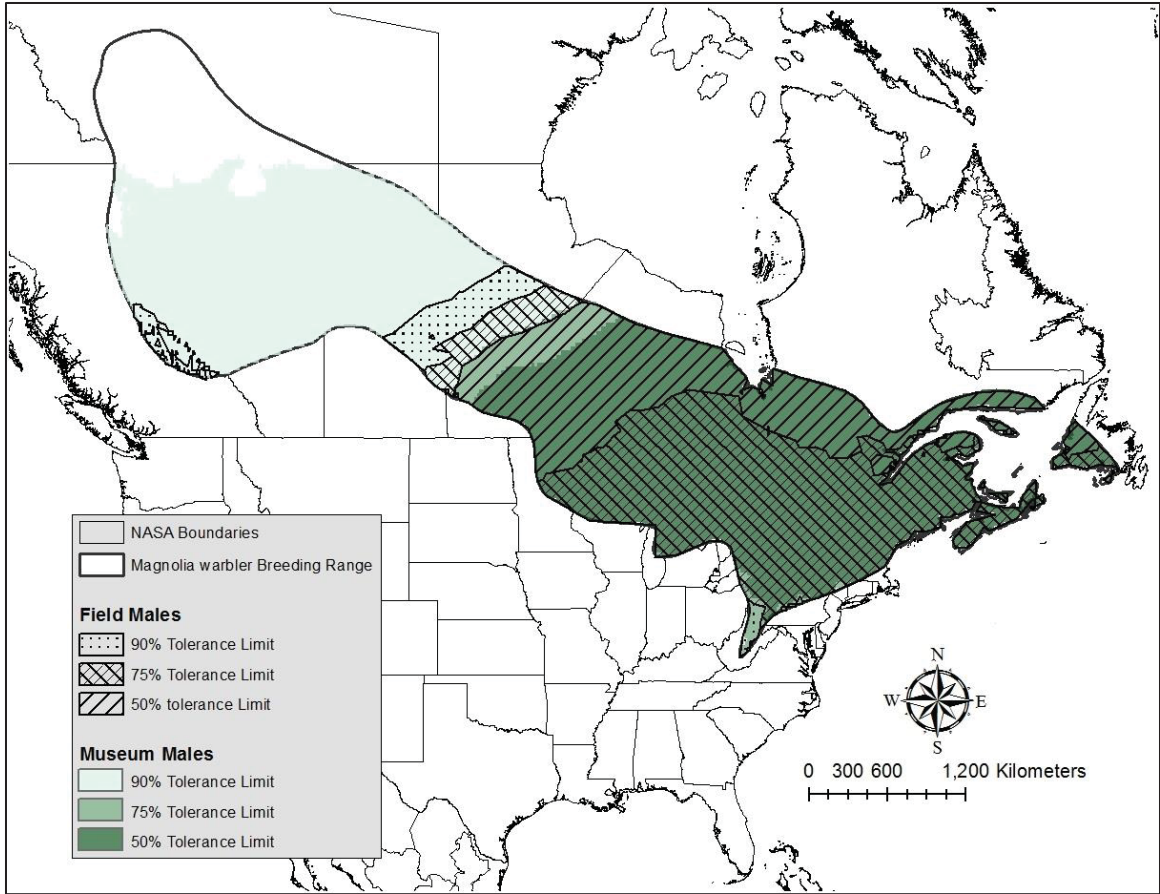 NASA Boundaries
Magnolia warbler Breeding Range
Field Males
90% Tolerance Limit
75% Tolerance Limit
50% tolerance Limit
Museum Males
90% Tolerance Limit
75% Tolerance Limit
50% Tolerance Limit
N
W E
S
0 300 600 1,200 Kilometers